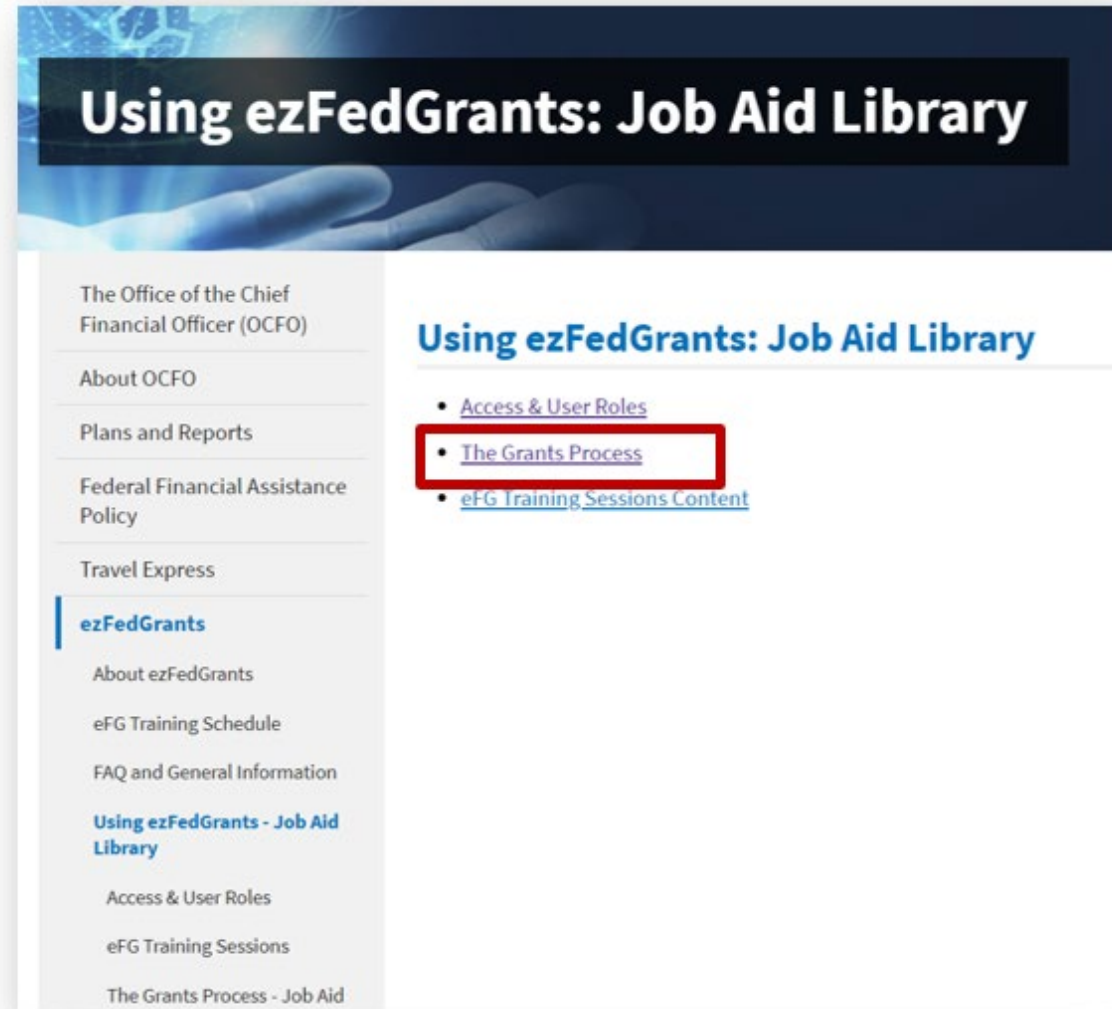 Using ezFedGrants: Job Aid Library
The Office of the Chief
Financial Officer (OCFO)
About OCFO
Plans and Reports
Federal Financial Assistance
Policy
Travel Express
ezFedGrants
About ezFedGrants
eFG Training Schedule
FAQ and General Information
Using ezFedGrants - Job Aid
Library
Access & User Roles
eFG Training Sessions
The Grants Process - Job Aid
Using ezFedGrants: Job Aid Library
• Access & User Roles
• The Grants Process
• eFG Training Sessions Content